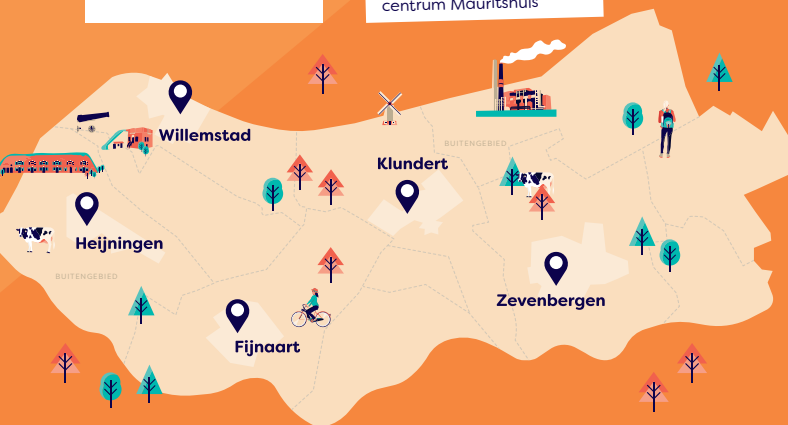 centrum Mauritshuis
Willemstad
BUITENGEBIED
Klundert
Heijningen
BUITENGEBIED
Zevenbergen
Fijnaart